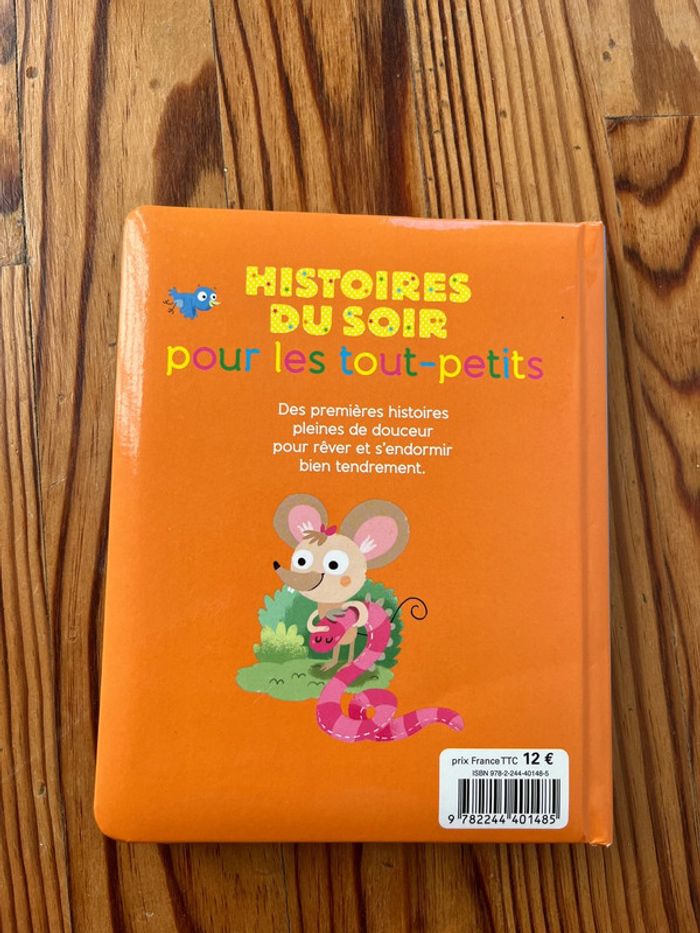 HISTOIRES
DU SOIR
pour les tout-petits
Des premières histoires
pleines de douceur
pour rêver et s'endormir
bien tendrement.
prix France TTC 12 €
ISBN 978-2-244-40148-5
9 782244 401485